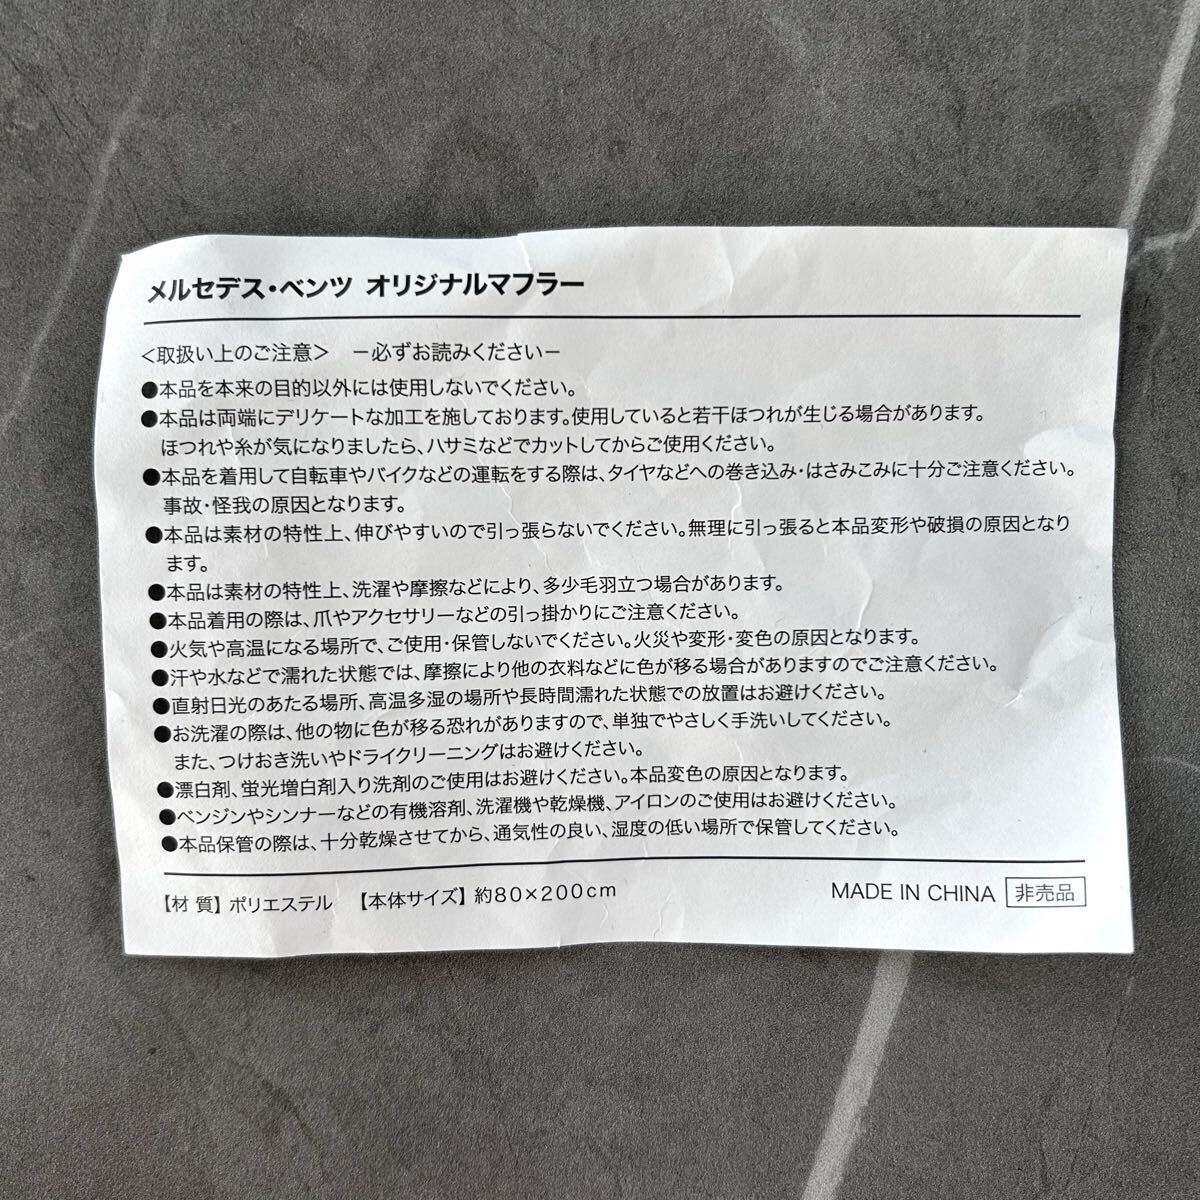 メルセデス・ベンツ オリジナルマフラー
＜取扱い上のご注意＞ －必ずお読みください－
●本品を本来の目的以外には使用しないでください。
●本品は両端にデリケートな加工を施しております。使用していると若干ほつれが生じる場合があります。
ほつれや糸が気になりましたら、ハサミなどでカットしてからご使用ください。
●本品を着用して自転車やバイクなどの運転をする際は、タイヤなどへの巻き込み・はさみこみに十分ご注意ください。
事故・怪我の原因となります。
●本品は素材の特性上、伸びやすいので引っ張らないでください。無理に引っ張ると本品変形や破損の原因となり
ます。
●本品は素材の特性上、洗濯や摩擦などにより、多少毛羽立つ場合があります。
●本品着用の際は、爪やアクセサリーなどの引っ掛かりにご注意ください。
●火気や高温になる場所で、ご使用・保管しないでください。火災や変形・変色の原因となります。
●汗や水などで濡れた状態では、摩擦により他の衣料などに色が移る場合がありますのでご注意ください。
●直射日光のあたる場所、高温多湿の場所や長時間濡れた状態での放置はお避けください。
●お洗濯の際は、他の物に色が移る恐れがありますので、単独でやさしく手洗いしてください。
また、つけおき洗いやドライクリーニングはお避けください。
●漂白剤、蛍光増白剤入り洗剤のご使用はお避けください。本品変色の原因となります。
●ベンジンやシンナーなどの有機溶剤、洗濯機や乾燥機、アイロンのご使用はお避けください。
●本品保管の際は、十分乾燥させてから、通気性の良い、湿度の低い場所で保管してください。
【材 質】ポリエステル 【本体サイズ】約80×200cm MADE IN CHINA 非売品